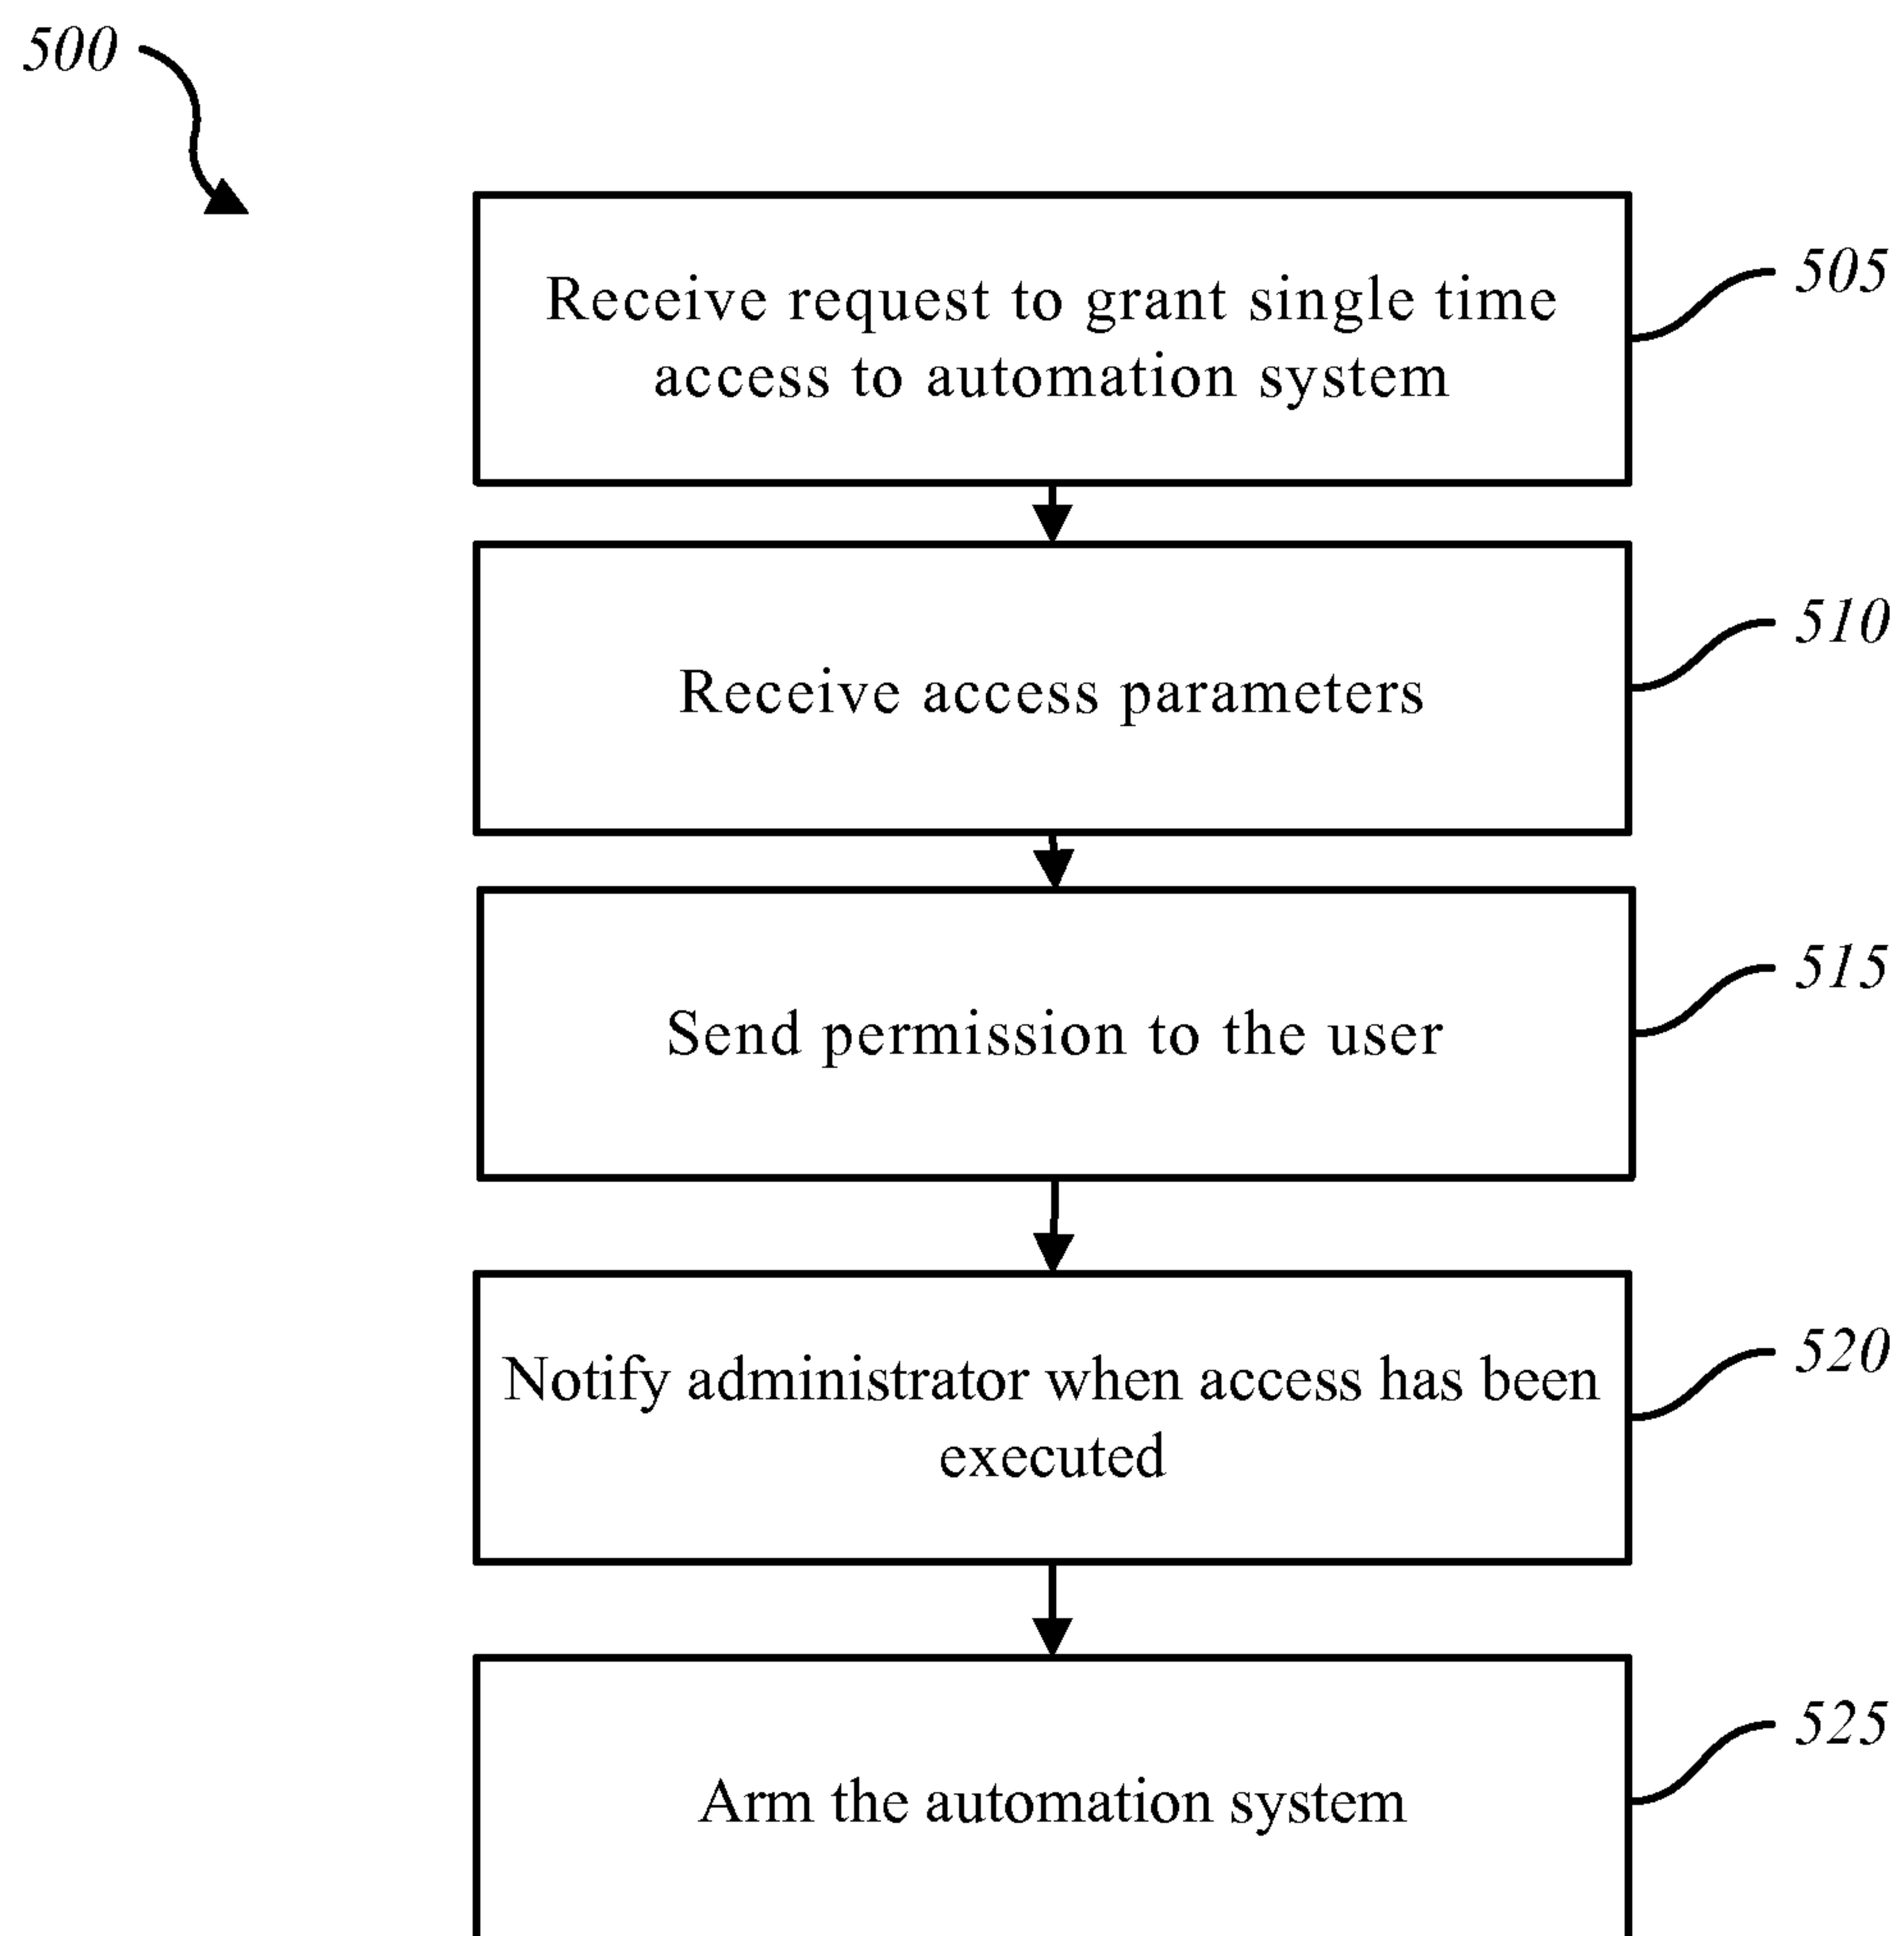 500
Receive request to grant single time
access to automation system
505
Receive access parameters
510
Send permission to the user
515
Notify administrator when access has been
executed
520
Arm the automation system
525